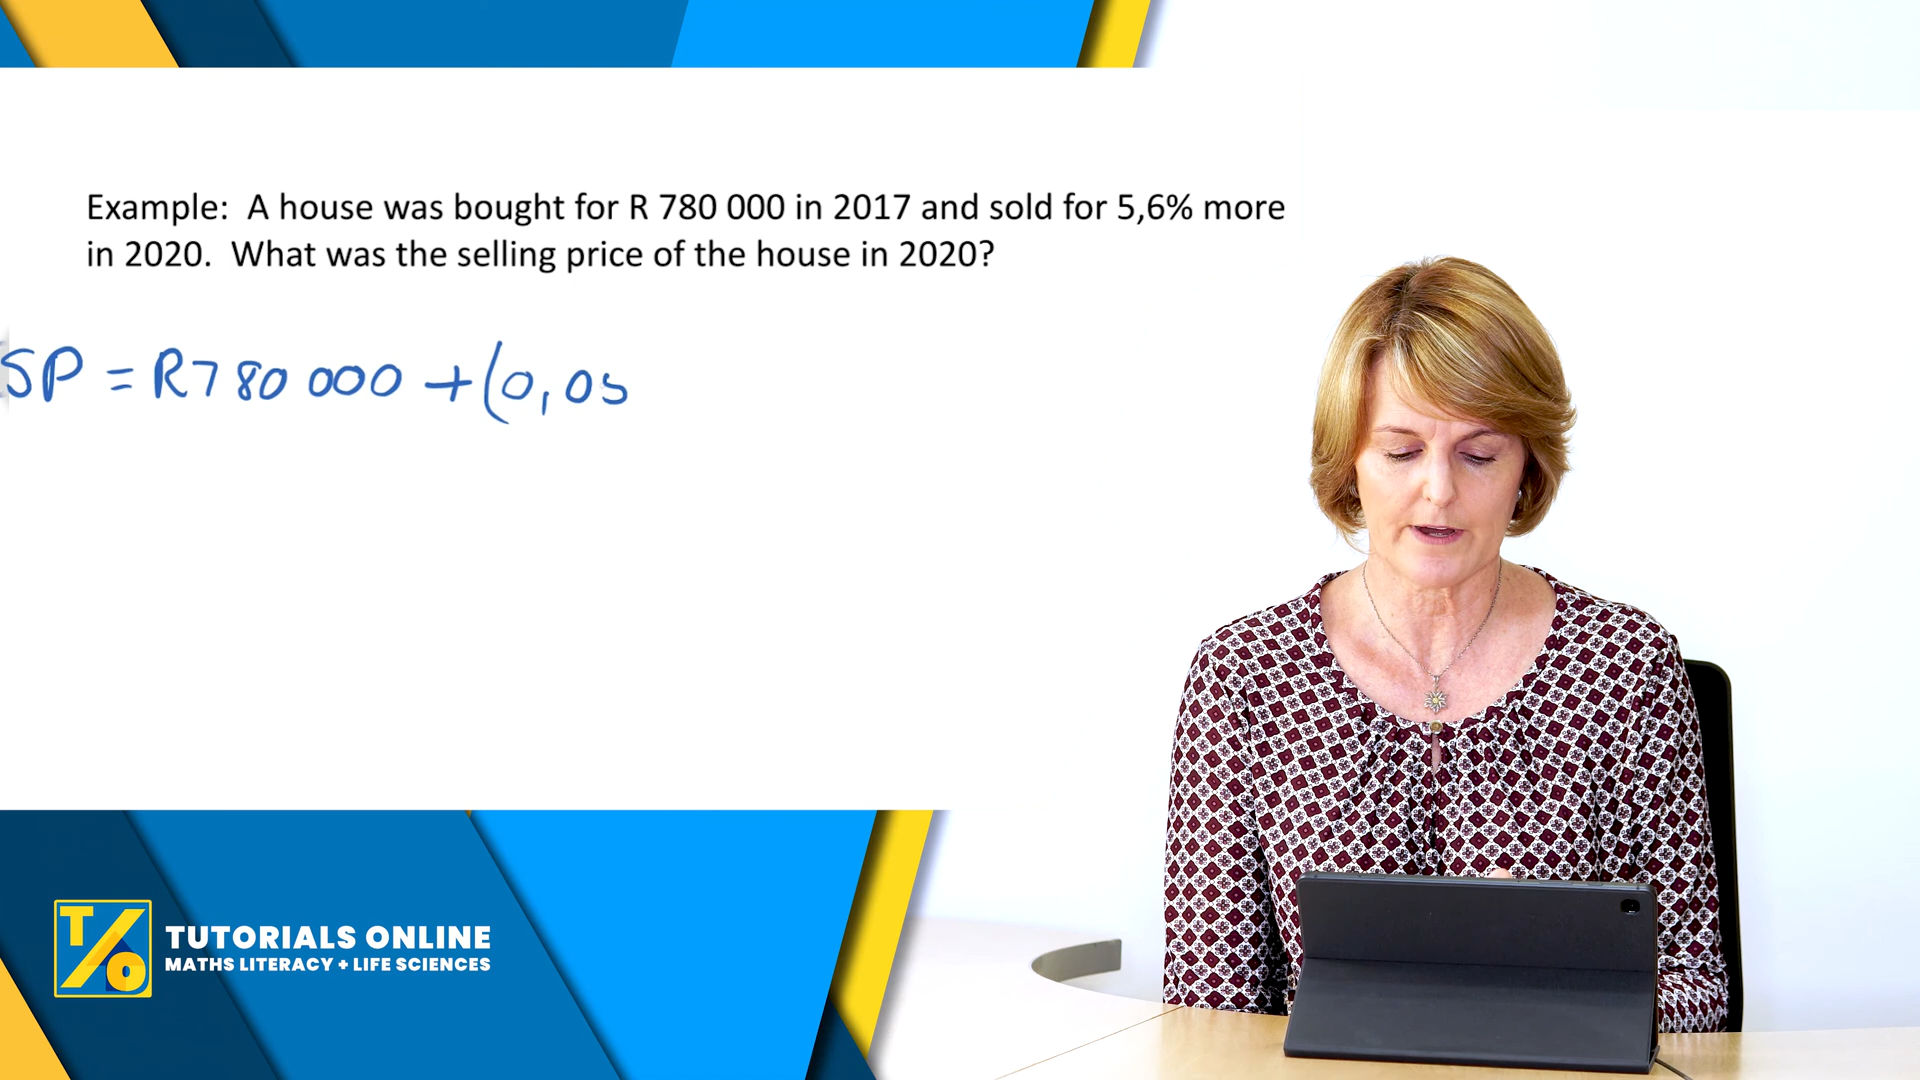 Example: A house was bought for R 780 000 in 2017 and sold for 5,6% more
in 2020. What was the selling price of the house in 2020?
SP = R780 000 + (0,05
T/O
TUTORIALS ONLINE
MATHS LITERACY + LIFE SCIENCES